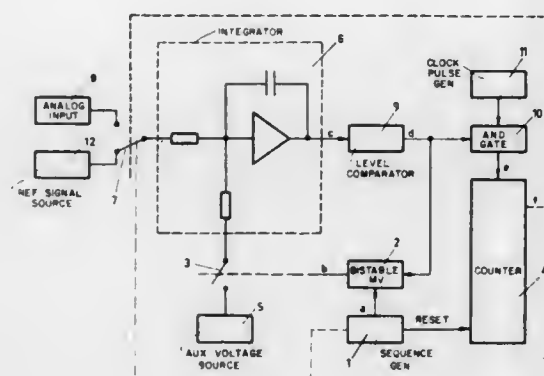 6
INTEGRATOR
11
CLOCK
PULSE
GEN
8
ANALOG
INPUT
9
10
12
c
d
AND
GATE
REF SIGNAL
SOURCE
7
LEVEL
COMPARATOR
e
f
2
3
b
BISTABLE
MV
COUNTER
4
5
a
RESET
AUX VOLTAGE
SOURCE
1
SEQUENCE
GEN